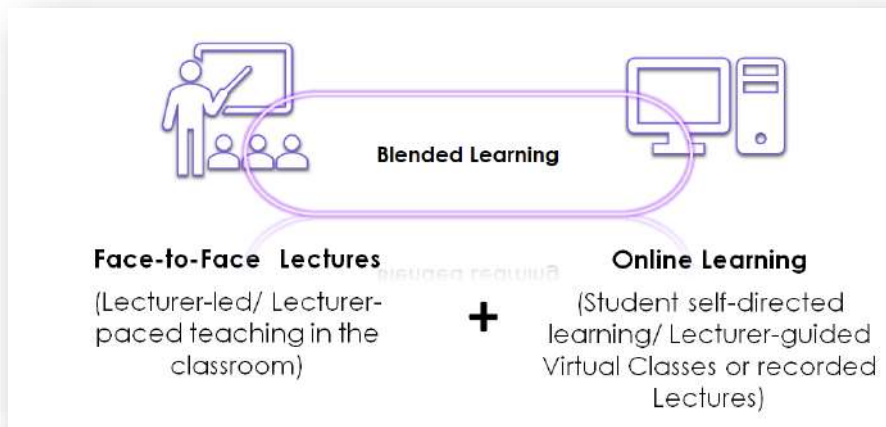 Blended Learning
Face-to-Face Lectures
(Lecturer-led/ Lecturer-
paced teaching in the
classroom)
+
Online Learning
(Student self-directed
learning/ Lecturer-guided
Virtual Classes or recorded
Lectures)